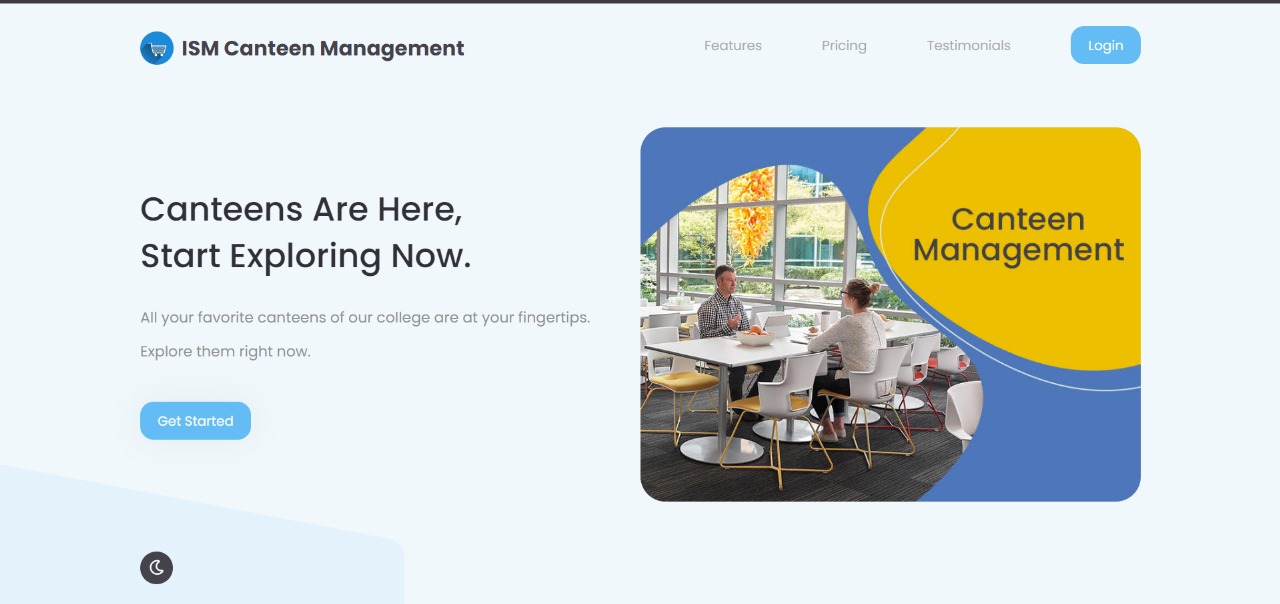 ISM Canteen Management
Features
Pricing
Testimonials
Login
Canteens Are Here,
Start Exploring Now.
All your favorite canteens of our college are at your fingertips.
Explore them right now.
Get Started
Canteen
Management